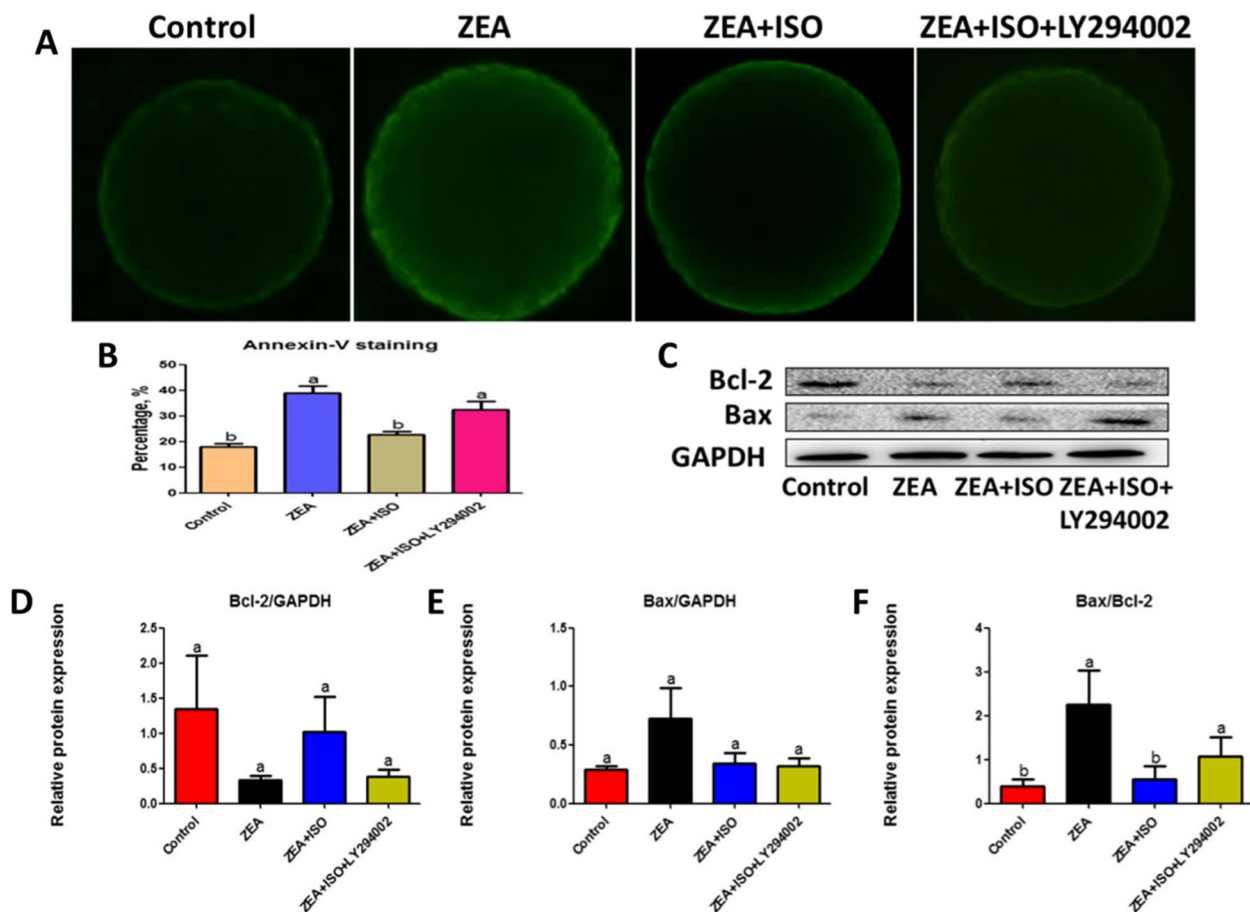 A
Control
ZEA
ZEA+ISO
ZEA+ISO+LY294002
B
Annexin-V staining
Percentage, %
50
40
30
20
10
0
b
a
b
a
Control
ZEA
ZEA+ISO
ZEA+ISO+LY294002
C
Bcl-2
Bax
GAPDH
Control
ZEA
ZEA+ISO
ZEA+ISO+
LY294002
D
Bcl-2/GAPDH
Relative protein expression
2.5
2.0
1.5
1.0
0.5
0.0
a
a
a
a
Control
ZEA
ZEA+ISO
ZEA+ISO+LY294002
E
Bax/GAPDH
Relative protein expression
1.5
1.0
0.5
0.0
a
a
a
a
Control
ZEA
ZEA+ISO
ZEA+ISO+LY294002
F
Bax/Bcl-2
Relative protein expression
4
3
2
1
0
b
a
b
a
Control
ZEA
ZEA+ISO
ZEA+ISO+LY294002